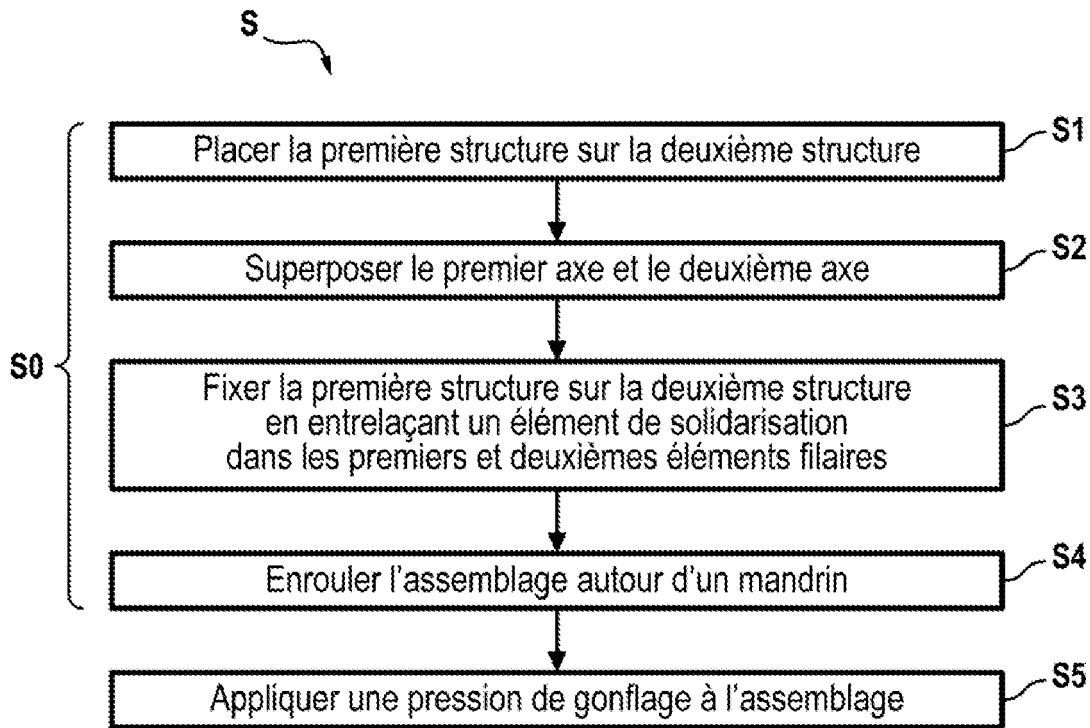 S
S1
Placer la première structure sur la deuxième structure
S2
Superposer le premier axe et le deuxième axe
S0
S3
Fixer la première structure sur la deuxième structure
en entrelaçant un élément de solidarisation
dans les premiers et deuxièmes éléments filaires
S4
Enrouler l'assemblage autour d'un mandrin
S5
Appliquer une pression de gonflage à l'assemblage